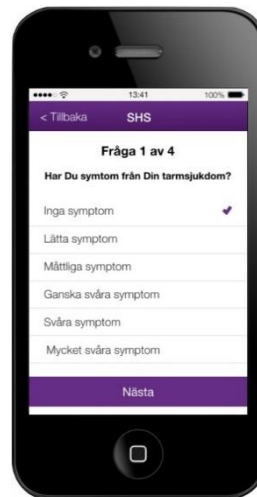 13:41
100%
< Tillbaka
SHS
Fråga 1 av 4
Har Du symtom från Din tarmsjukdom?
Inga symptom
Lätta symptom
Måttliga symptom
Ganska svåra symptom
Svåra symptom
Mycket svåra symptom
Nästa